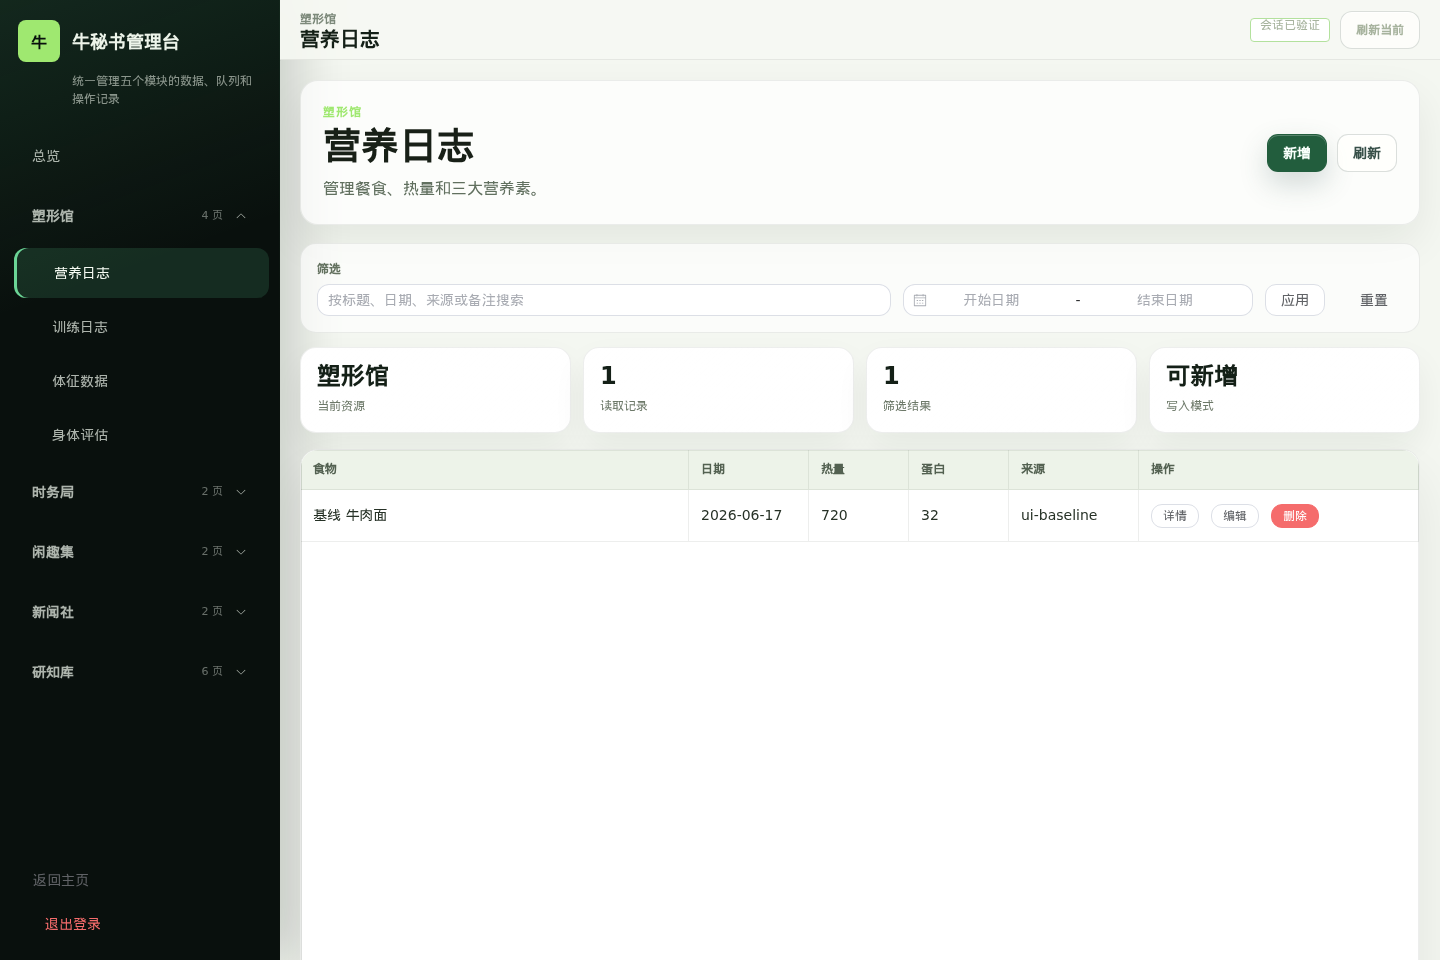 牛
牛秘书管理台
统一管理五个模块的数据、队列和
操作记录
总览
塑形馆
4 页
营养日志
训练日志
体征数据
身体评估
时务局
2 页
闲趣集
2 页
新闻社
2 页
研知库
6 页
返回主页
退出登录
塑形馆
营养日志
会话已验证
刷新当前
塑形馆
营养日志
管理餐食、热量和三大营养素。
新增
刷新
筛选
按标题、日期、来源或备注搜索
开始日期
-
结束日期
应用
重置
塑形馆
当前资源
1
读取记录
1
筛选结果
可新增
写入模式
食物 日期 热量 蛋白 来源 操作
基线 牛肉面 2026-06-17 720 32 ui-baseline 详情 编辑 删除